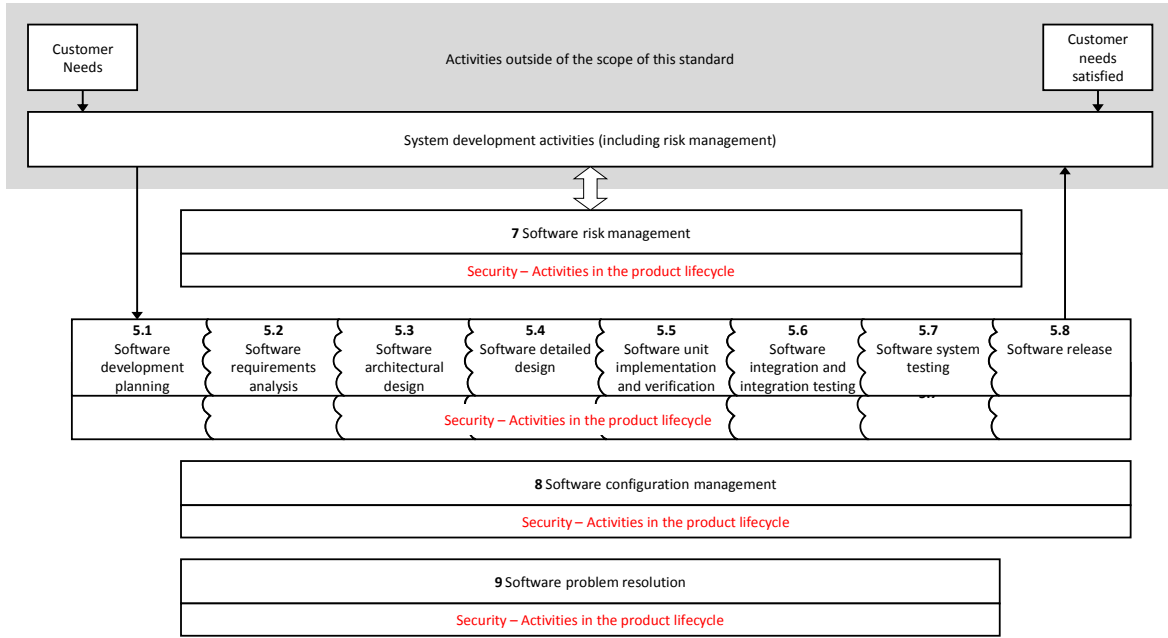 Customer
Needs
Activities outside of the scope of this standard
Customer
needs
satisfied
System development activities (including risk management)
7 Software risk management
Security – Activities in the product lifecycle
5.1
Software
development
planning
5.2
Software
requirements
analysis
5.3
Software
architectural
design
5.4
Software detailed
design
5.5
Software unit
implementation
and verification
5.6
Software
integration and
integration testing
5.7
Software system
testing
5.8
Software release
Security – Activities in the product lifecycle
8 Software configuration management
Security – Activities in the product lifecycle
9 Software problem resolution
Security – Activities in the product lifecycle